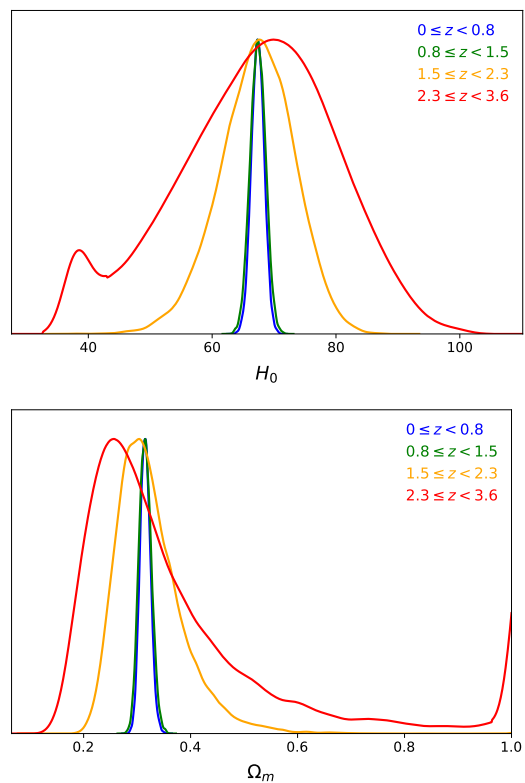 0 ≤ z < 0.8
0.8 ≤ z < 1.5
1.5 ≤ z < 2.3
2.3 ≤ z < 3.6
40 60 80 100
H₀
0 ≤ z < 0.8
0.8 ≤ z < 1.5
1.5 ≤ z < 2.3
2.3 ≤ z < 3.6
0.2 0.4 0.6 0.8 1.0
Ωₘ